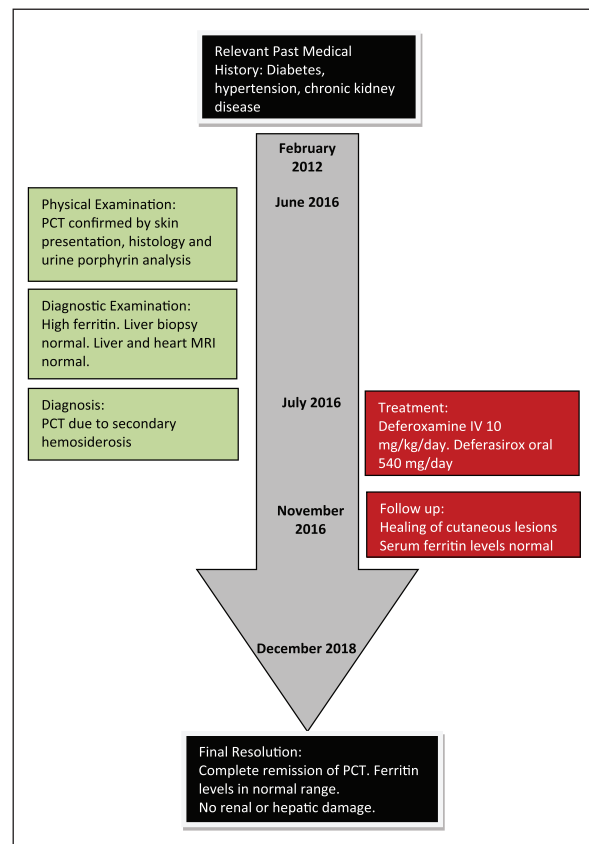 Relevant Past Medical
History: Diabetes,
hypertension, chronic kidney
disease
February
2012
June 2016
Physical Examination:
PCT confirmed by skin
presentation, histology and
urine porphyrin analysis
Diagnostic Examination:
High ferritin. Liver biopsy
normal. Liver and heart MRI
normal.
Diagnosis:
PCT due to secondary
hemosiderosis
July 2016
Treatment:
Deferoxamine IV 10
mg/kg/day. Deferasirox oral
540 mg/day
November
2016
Follow up:
Healing of cutaneous lesions
Serum ferritin levels normal
December 2018
Final Resolution:
Complete remission of PCT. Ferritin
levels in normal range.
No renal or hepatic damage.